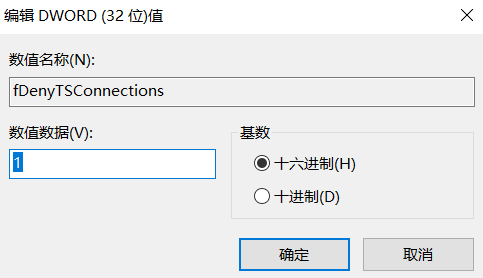 编辑 DWORD (32 位)值
数值名称(N):
fDenyTSConnections
数值数据(V):
1
基数
十六进制(H)
十进制(D)
确定
取消